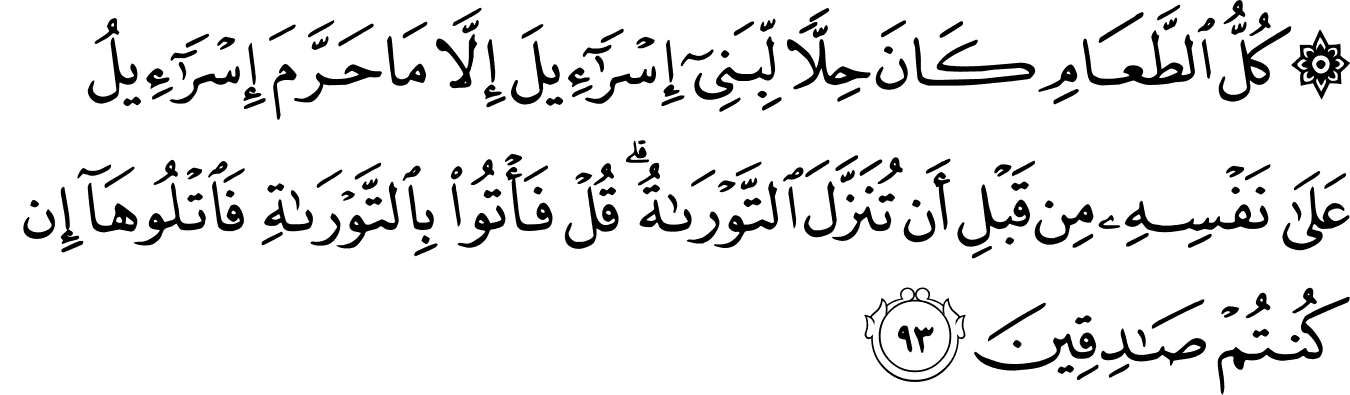 ۞ كُلُّ ٱلطَّعَامِ كَانَ حِلًّا لِّبَنِىٓ إِسْرَٰٓءِيلَ إِلَّا مَا حَرَّمَ إِسْرَٰٓءِيلُ
عَلَىٰ نَفْسِهِۦ مِن قَبْلِ أَن تُنَزَّلَ ٱلتَّوْرَىٰةُ ۗ قُلْ فَأْتُوا۟ بِٱلتَّوْرَىٰةِ فَٱتْلُوهَآ إِن
كُنتُمْ صَـٰدِقِينَ ٩٣